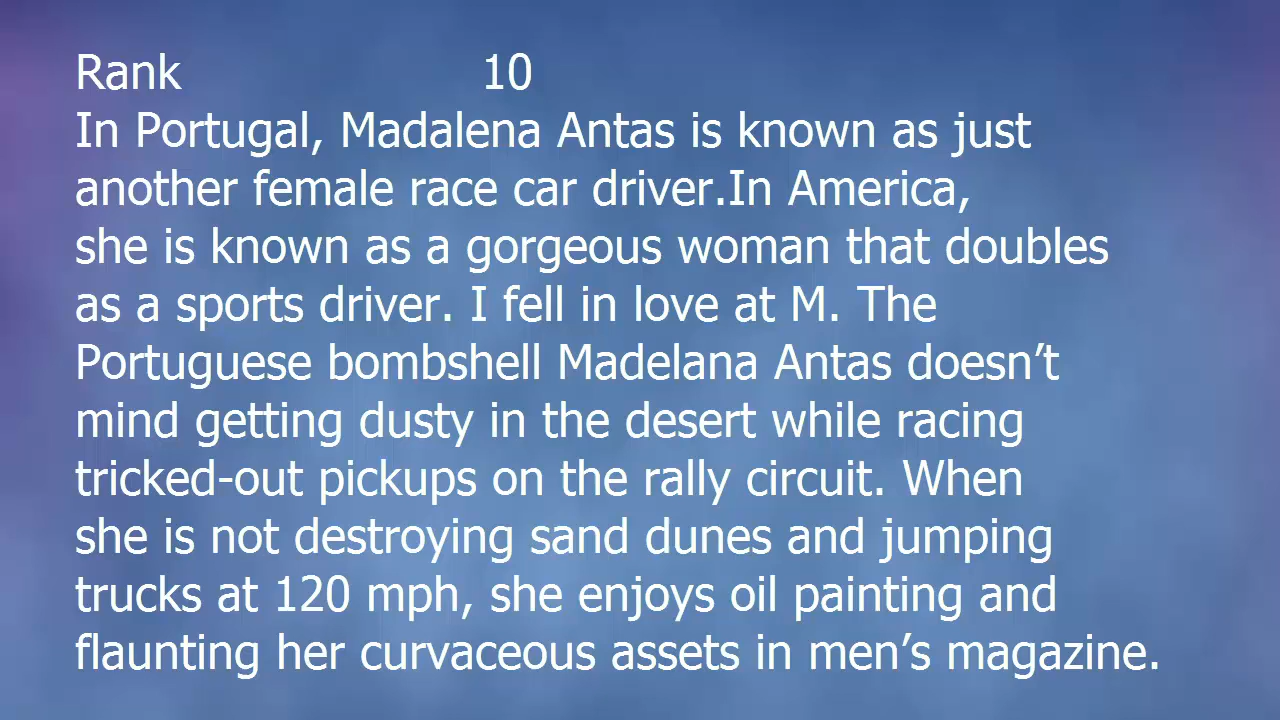 Rank 10
In Portugal, Madalena Antas is known as just
another female race car driver.In America,
she is known as a gorgeous woman that doubles
as a sports driver. I fell in love at M. The
Portuguese bombshell Madelana Antas doesn’t
mind getting dusty in the desert while racing
tricked-out pickups on the rally circuit. When
she is not destroying sand dunes and jumping
trucks at 120 mph, she enjoys oil painting and
flaunting her curvaceous assets in men’s magazine.